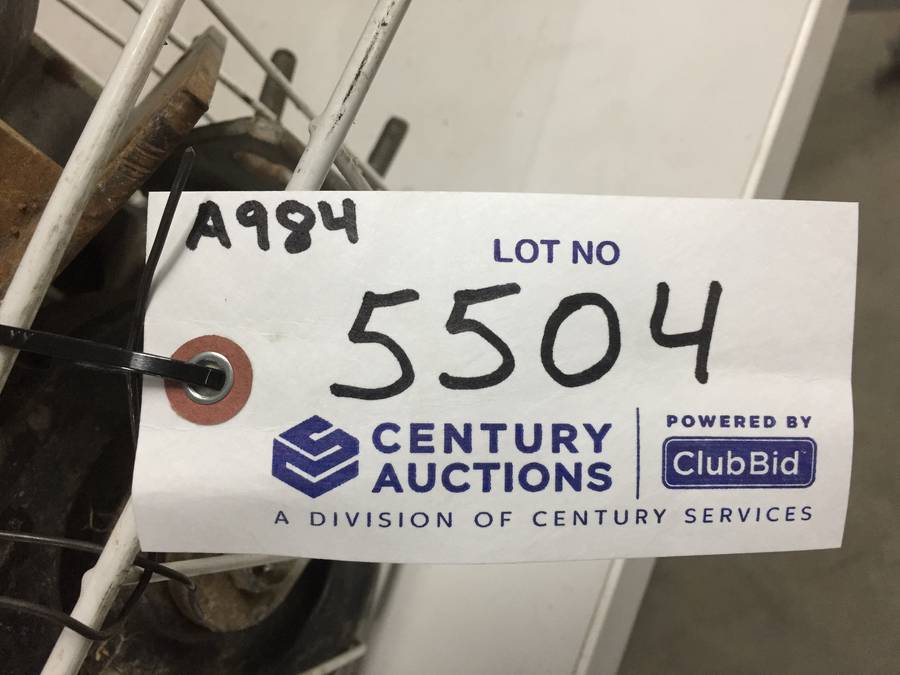 A984
LOT NO
5504
CENTURY
AUCTIONS
POWERED BY
ClubBid
A DIVISION OF CENTURY SERVICES